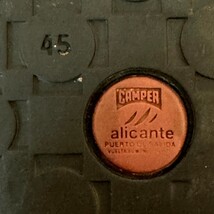 45
CAMPER
alicante
PUERTO DE SALIDA